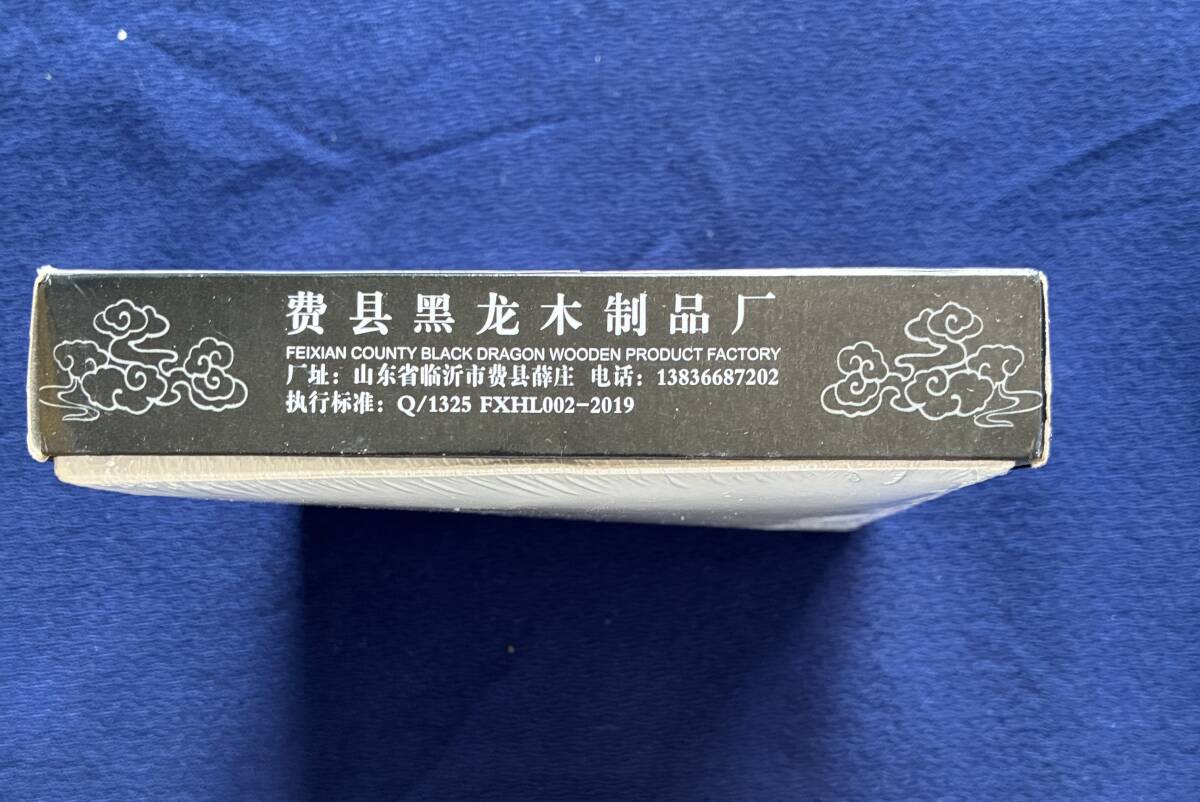 费县黑龙木制品厂
FEIXIAN COUNTY BLACK DRAGON WOODEN PRODUCT FACTORY
厂址：山东省临沂市费县薛庄 电话：13836687202
执行标准：Q/1325 FXHL002-2019